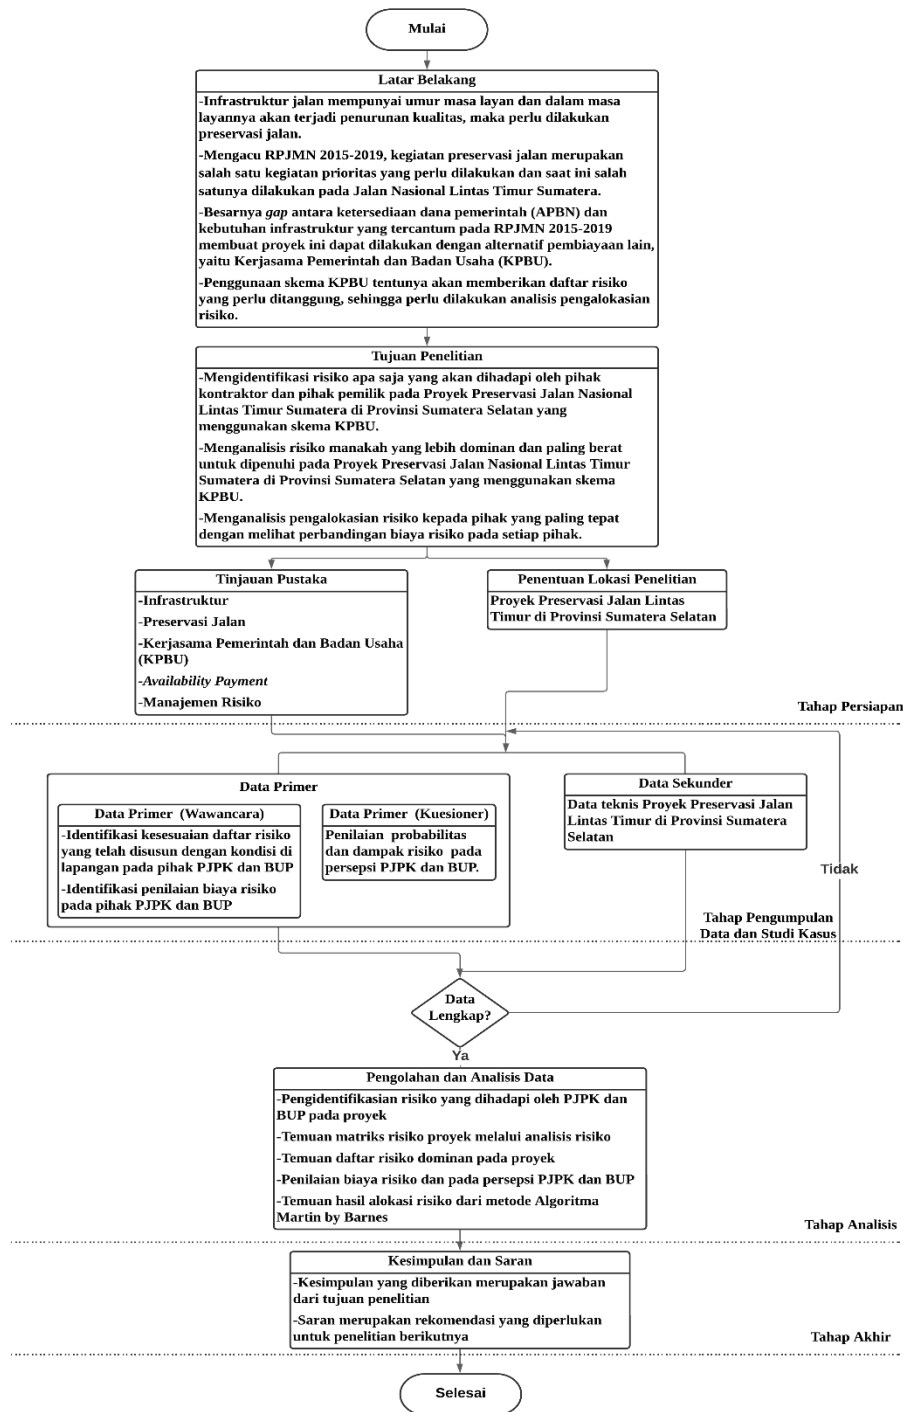 Mulai
Latar Belakang
-Infrastruktur jalan mempunyai umur masa layan dan dalam masa
layannya akan terjadi penurunan kualitas, maka perlu dilakukan
preservasi jalan.
-Mengacu RPJMN 2015-2019, kegiatan preservasi jalan merupakan
salah satu kegiatan prioritas yang perlu dilakukan dan saat ini salah
satunya dilakukan pada Jalan Nasional Lintas Timur Sumatera.
-Besarnya gap antara ketersediaan dana pemerintah (APBN) dan
kebutuhan infrastruktur yang tercantum pada RPJMN 2015-2019
membuat proyek ini dapat dilakukan dengan alternatif pembiayaan lain,
yaitu Kerjasama Pemerintah dan Badan Usaha (KPBU).
-Penggunaan skema KPBU tentunya akan memberikan daftar risiko
yang perlu ditanggung, sehingga perlu dilakukan analisis pengalokasian
risiko.
Tujuan Penelitian
-Mengidentifikasi risiko apa saja yang akan dihadapi oleh pihak
kontraktor dan pihak pemilik pada Proyek Preservasi Jalan Nasional
Lintas Timur Sumatera di Provinsi Sumatera Selatan yang
menggunakan skema KPBU.
-Menganalisis risiko manakah yang lebih dominan dan paling berat
untuk dipenuhi pada Proyek Preservasi Jalan Nasional Lintas Timur
Sumatera di Provinsi Sumatera Selatan yang menggunakan skema
KPBU.
-Menganalisis pengalokasian risiko kepada pihak yang paling tepat
dengan melihat perbandingan biaya risiko pada setiap pihak.
Tinjauan Pustaka
-Infrastruktur
-Preservasi Jalan
-Kerjasama Pemerintah dan Badan Usaha
(KPBU)
-Availability Payment
-Manajemen Risiko
Penentuan Lokasi Penelitian
Proyek Preservasi Jalan Lintas
Timur di Provinsi Sumatera Selatan
Tahap Persiapan
Data Primer
Data Primer (Wawancara)
-Identifikasi kesesuaian daftar risiko
yang telah disusun dengan kondisi di
lapangan pada pihak PJPK dan BUP
-Identifikasi penilaian biaya risiko
pada pihak PJPK dan BUP
Data Primer (Kuesioner)
Penilaian probabilitas
dan dampak risiko pada
persepsi PJPK dan BUP.
Data Sekunder
Data teknis Proyek Preservasi Jalan
Lintas Timur di Provinsi Sumatera
Selatan
Tidak
Tahap Pengumpulan
Data dan Studi Kasus
Data
Lengkap?
Ya
Pengolahan dan Analisis Data
-Pengidentifikasian risiko yang dihadapi oleh PJPK dan
BUP pada proyek
-Temuan matriks risiko proyek melalui analisis risiko
-Temuan daftar risiko dominan pada proyek
-Penilaian biaya risiko dan pada persepsi PJPK dan BUP
-Temuan hasil alokasi risiko dari metode Algoritma
Martin by Barnes
Tahap Analisis
Kesimpulan dan Saran
-Kesimpulan yang diberikan merupakan jawaban
dari tujuan penelitian
-Saran merupakan rekomendasi yang diperlukan
untuk penelitian berikutnya
Tahap Akhir
Selesai